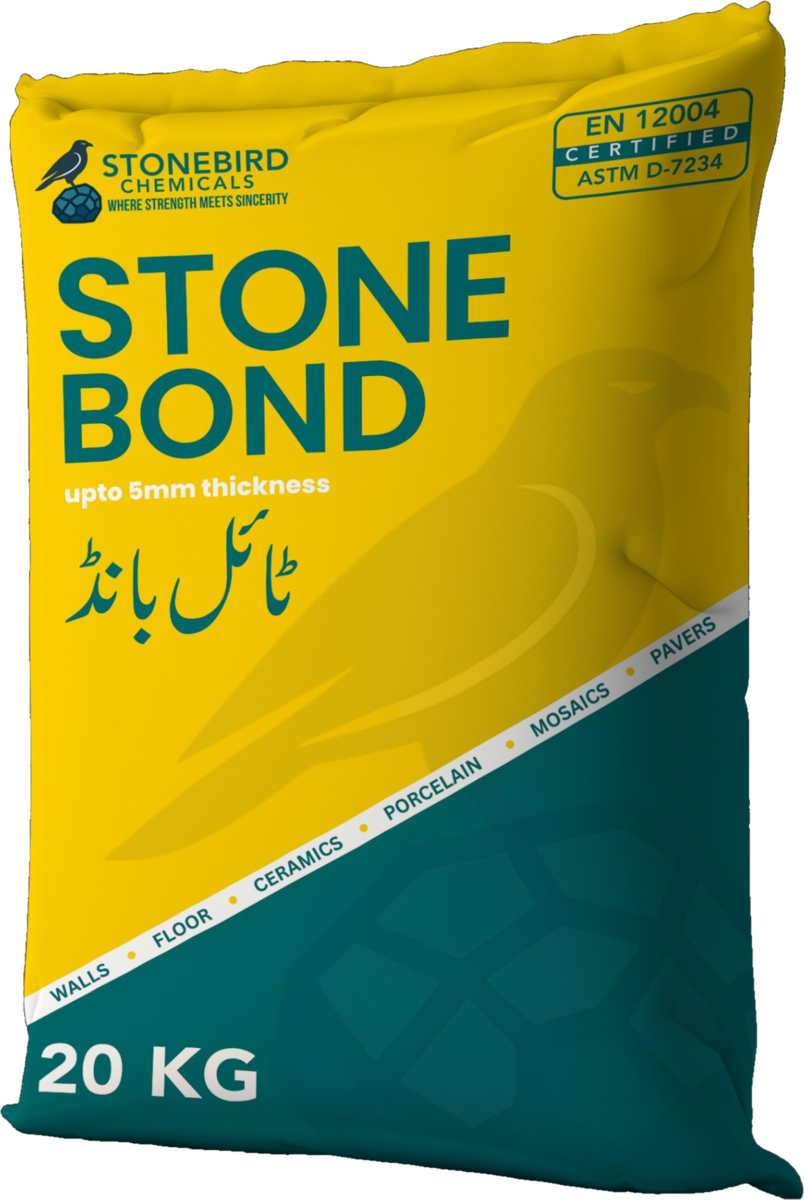 STONEBIRD
CHEMICALS
WHERE STRENGTH MEETS SINCERITY
EN 12004
CERTIFIED
ASTM D-7234
STONE
BOND
upto 5mm thickness
ٹائل بانڈ
WALLS • FLOOR • CERAMICS • PORCELAIN • MOSAICS • PAVERS
20 KG